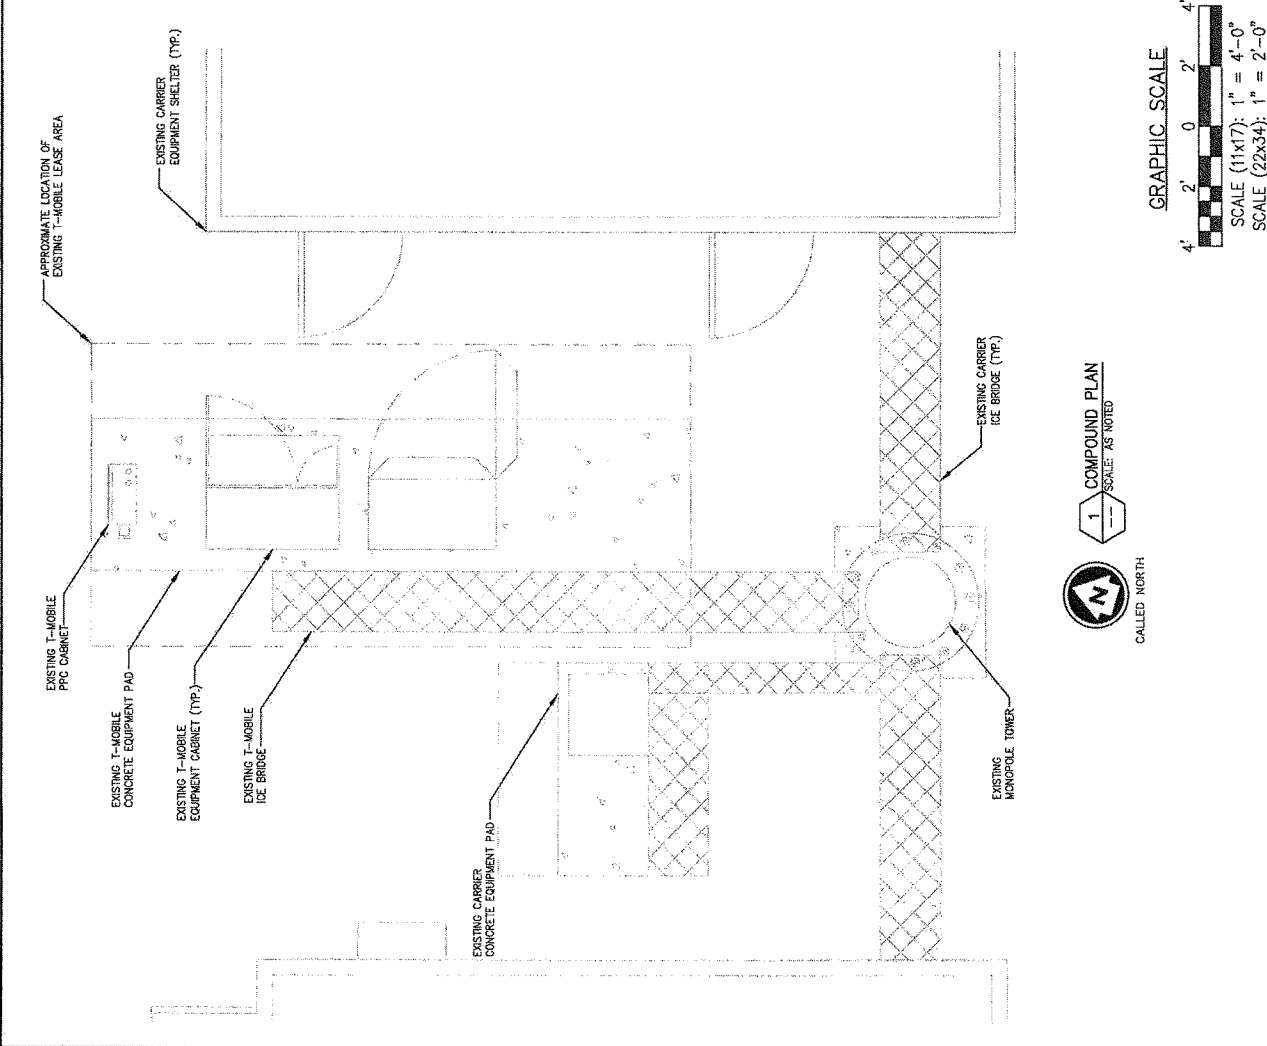 APPROXIMATE LOCATION OF
EXISTING T-MOBILE LEASE AREA
EXISTING CARRIER
EQUIPMENT SHELTER (TYP.)
EXISTING T-MOBILE
PPC CABINET
EXISTING T-MOBILE
CONCRETE EQUIPMENT PAD
EXISTING T-MOBILE
EQUIPMENT CABINET (TYP.)
EXISTING T-MOBILE
ICE BRIDGE
EXISTING CARRIER
CONCRETE EQUIPMENT PAD
EXISTING CARRIER
ICE BRIDGE (TYP.)
EXISTING
MONOPOLE TOWER
N
CALLED NORTH
1
---
COMPOUND PLAN
SCALE: AS NOTED
GRAPHIC SCALE
4' 2' 0 2' 4'
SCALE (11x17): 1" = 4'-0"
SCALE (22x34): 1" = 2'-0"